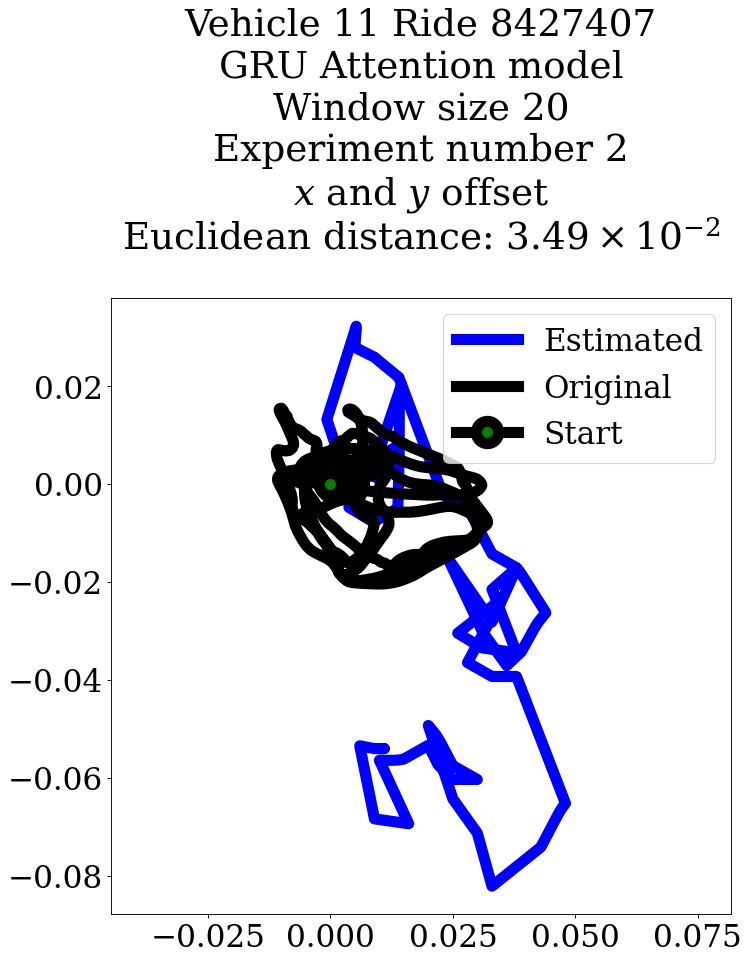 Vehicle 11 Ride 8427407
GRU Attention model
Window size 20
Experiment number 2
x and y offset
Euclidean distance: 3.49 × 10⁻²
Estimated
Original
Start
0.02
0.00
−0.02
−0.04
−0.06
−0.08
−0.025 0.000 0.025 0.050 0.075